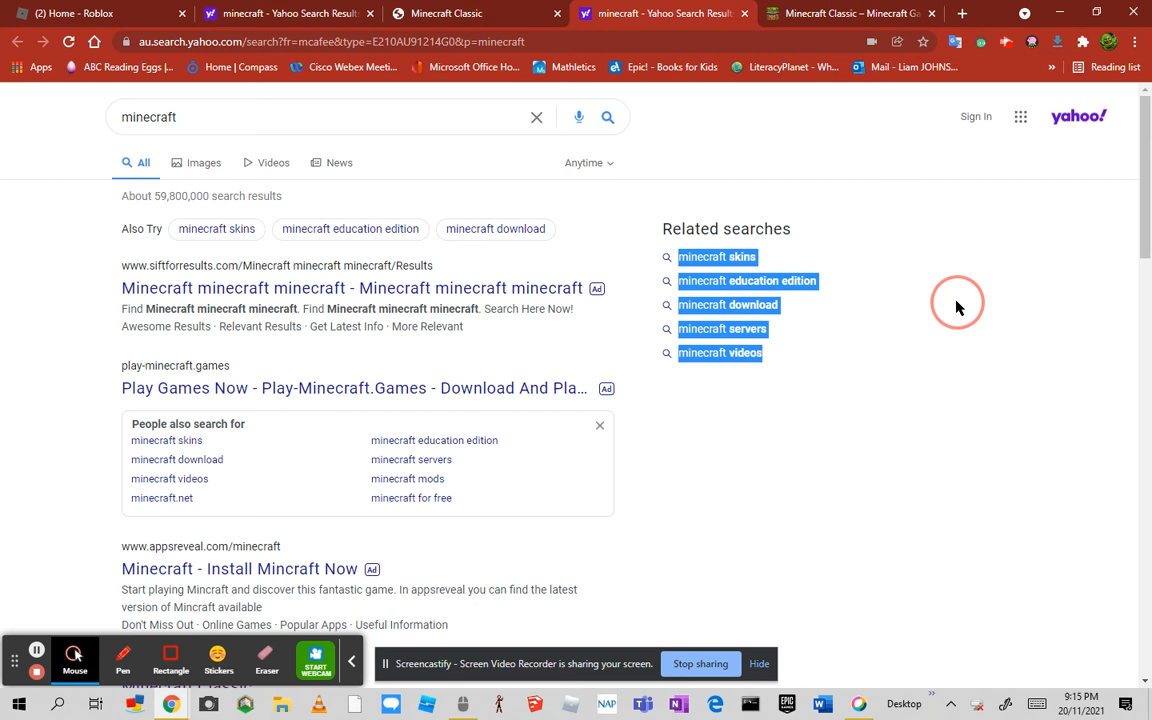 (2) Home - Roblox
minecraft - Yahoo Search Result
Minecraft Classic
minecraft - Yahoo Search Result
Minecraft Classic – Minecraft Ga
au.search.yahoo.com/search?fr=mcafee&type=E210AU91214G0&p=minecraft
Apps
ABC Reading Eggs |...
Home | Compass
Cisco Webex Meeti...
Microsoft Office Ho...
Mathletics
Epic! - Books for Kids
LiteracyPlanet - Wh...
Mail - Liam JOHNS...
Reading list
minecraft
Sign In
yahoo!
All
Images
Videos
News
Anytime
About 59,800,000 search results
Also Try
minecraft skins
minecraft education edition
minecraft download
Related searches
minecraft skins
minecraft education edition
minecraft download
minecraft servers
minecraft videos
www.siftforresults.com/Minecraft minecraft minecraft/Results
Minecraft minecraft minecraft - Minecraft minecraft minecraft Ad
Find Minecraft minecraft minecraft. Find Minecraft minecraft minecraft. Search Here Now!
Awesome Results · Relevant Results · Get Latest Info · More Relevant
play-minecraft.games
Play Games Now - Play-Minecraft.Games - Download And Pla... Ad
People also search for
minecraft skins
minecraft education edition
minecraft download
minecraft servers
minecraft videos
minecraft mods
minecraft.net
minecraft for free
www.appsreveal.com/minecraft
Minecraft - Install Mincraft Now Ad
Start playing Mincraft and discover this fantastic game. In appsreveal you can find the latest
version of Mincraft available
Don't Miss Out · Online Games · Popular Apps · Useful Information
Mouse
Pen
Rectangle
Stickers
Eraser
START
WEBCAM
Screencastify - Screen Video Recorder is sharing your screen.
Stop sharing
Hide
NAP
EPIC
GAMES
Desktop
9:15 PM
20/11/2021